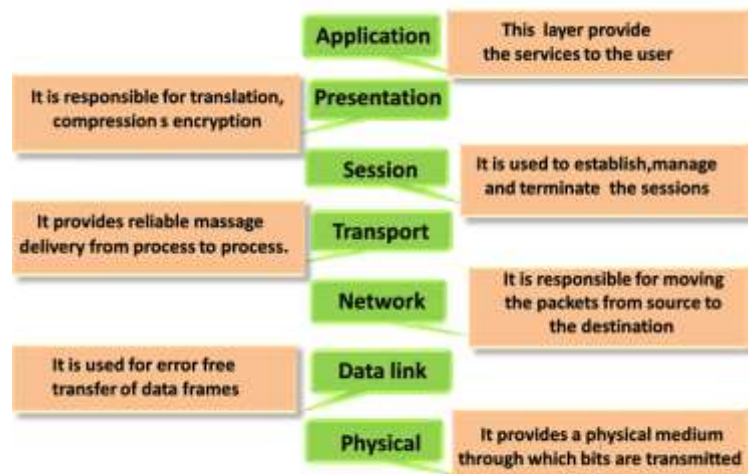 Application
This layer provide
the services to the user
It is responsible for translation,
compression s encryption
Presentation
Session
It is used to establish,manage
and terminate the sessions
It provides reliable massage
delivery from process to process.
Transport
Network
It is responsible for moving
the packets from source to
the destination
It is used for error free
transfer of data frames
Data link
Physical
It provides a physical medium
through which bits are transmitted